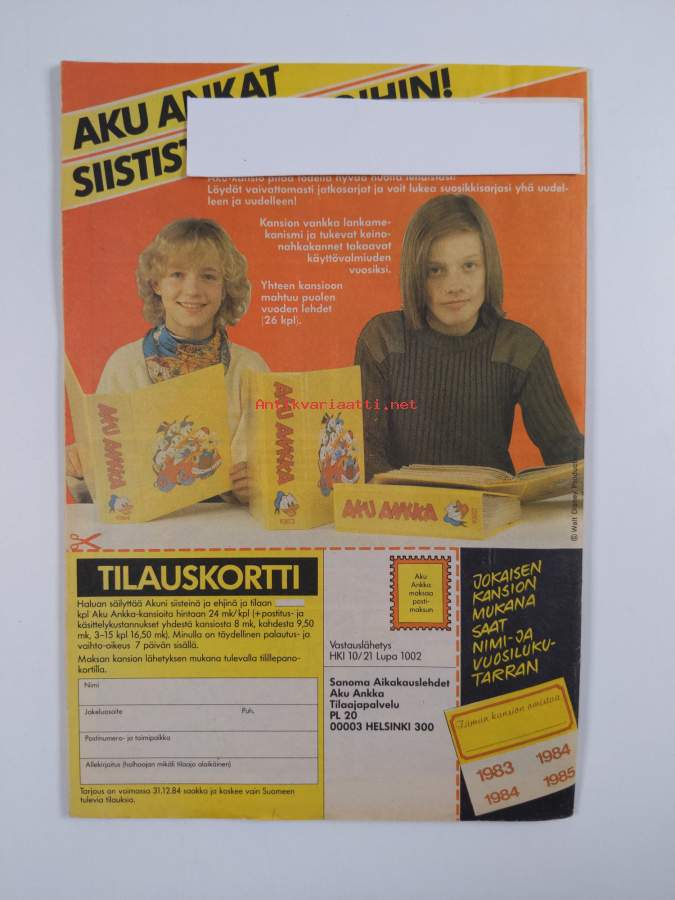 AKU ANKAT
SIISTIST
Löydät vaivattomasti jatkosarjat ja voit lukea suosikkisarjasi yhä uudel-
leen ja uudelleen!
Kansion vankka lankame-
kanismi ja tukevat keino-
nahkakannet takaavat
käyttövalmiuden
vuosiksi.
Yhteen kansioon
mahtuu puolen
vuoden lehdet
(26 kpl).
Antikvariaatti.net
AKU ANKKA
AKU ANKKA
1983
AKU ANKKA
© Walt Disney Product
TILAUSKORTTI
Haluan säilyttää Akuni siisteinä ja ehjinä ja tilaan
kpl Aku Ankka-kansioita hintaan 24 mk/kpl (+postitus- ja
käsittelykustannukset yhdestä kansiosta 8 mk, kahdesta 9,50
mk, 3–15 kpl 16,50 mk). Minulla on täydellinen palautus- ja
vaihto-oikeus 7 päivän sisällä.
Maksan kansion lähetyksen mukana tulevalla tilillepano-
kortilla.
Nimi
Jakeluosoite Puh.
Postinumero- ja toimipaikka
Allekirjoitus (holhoojan mikäli tilaaja alaikäinen)
Tarjous on voimassa 31.12.84 saakka ja koskee vain Suomeen
tulevia tilauksia.
Aku
Ankka
maksaa
posti-
maksun
Vastauslähetys
HKI 10/21 Lupa 1002
Sanoma Aikakauslehdet
Aku Ankka
Tilaajapalvelu
PL 20
00003 HELSINKI 300
JOKAISEN
KANSION
MUKANA
SAAT
NIMI- JA
VUOSILUKU-
TARRAN
Tämän kansion omistaa
1983 1984
1984 1985